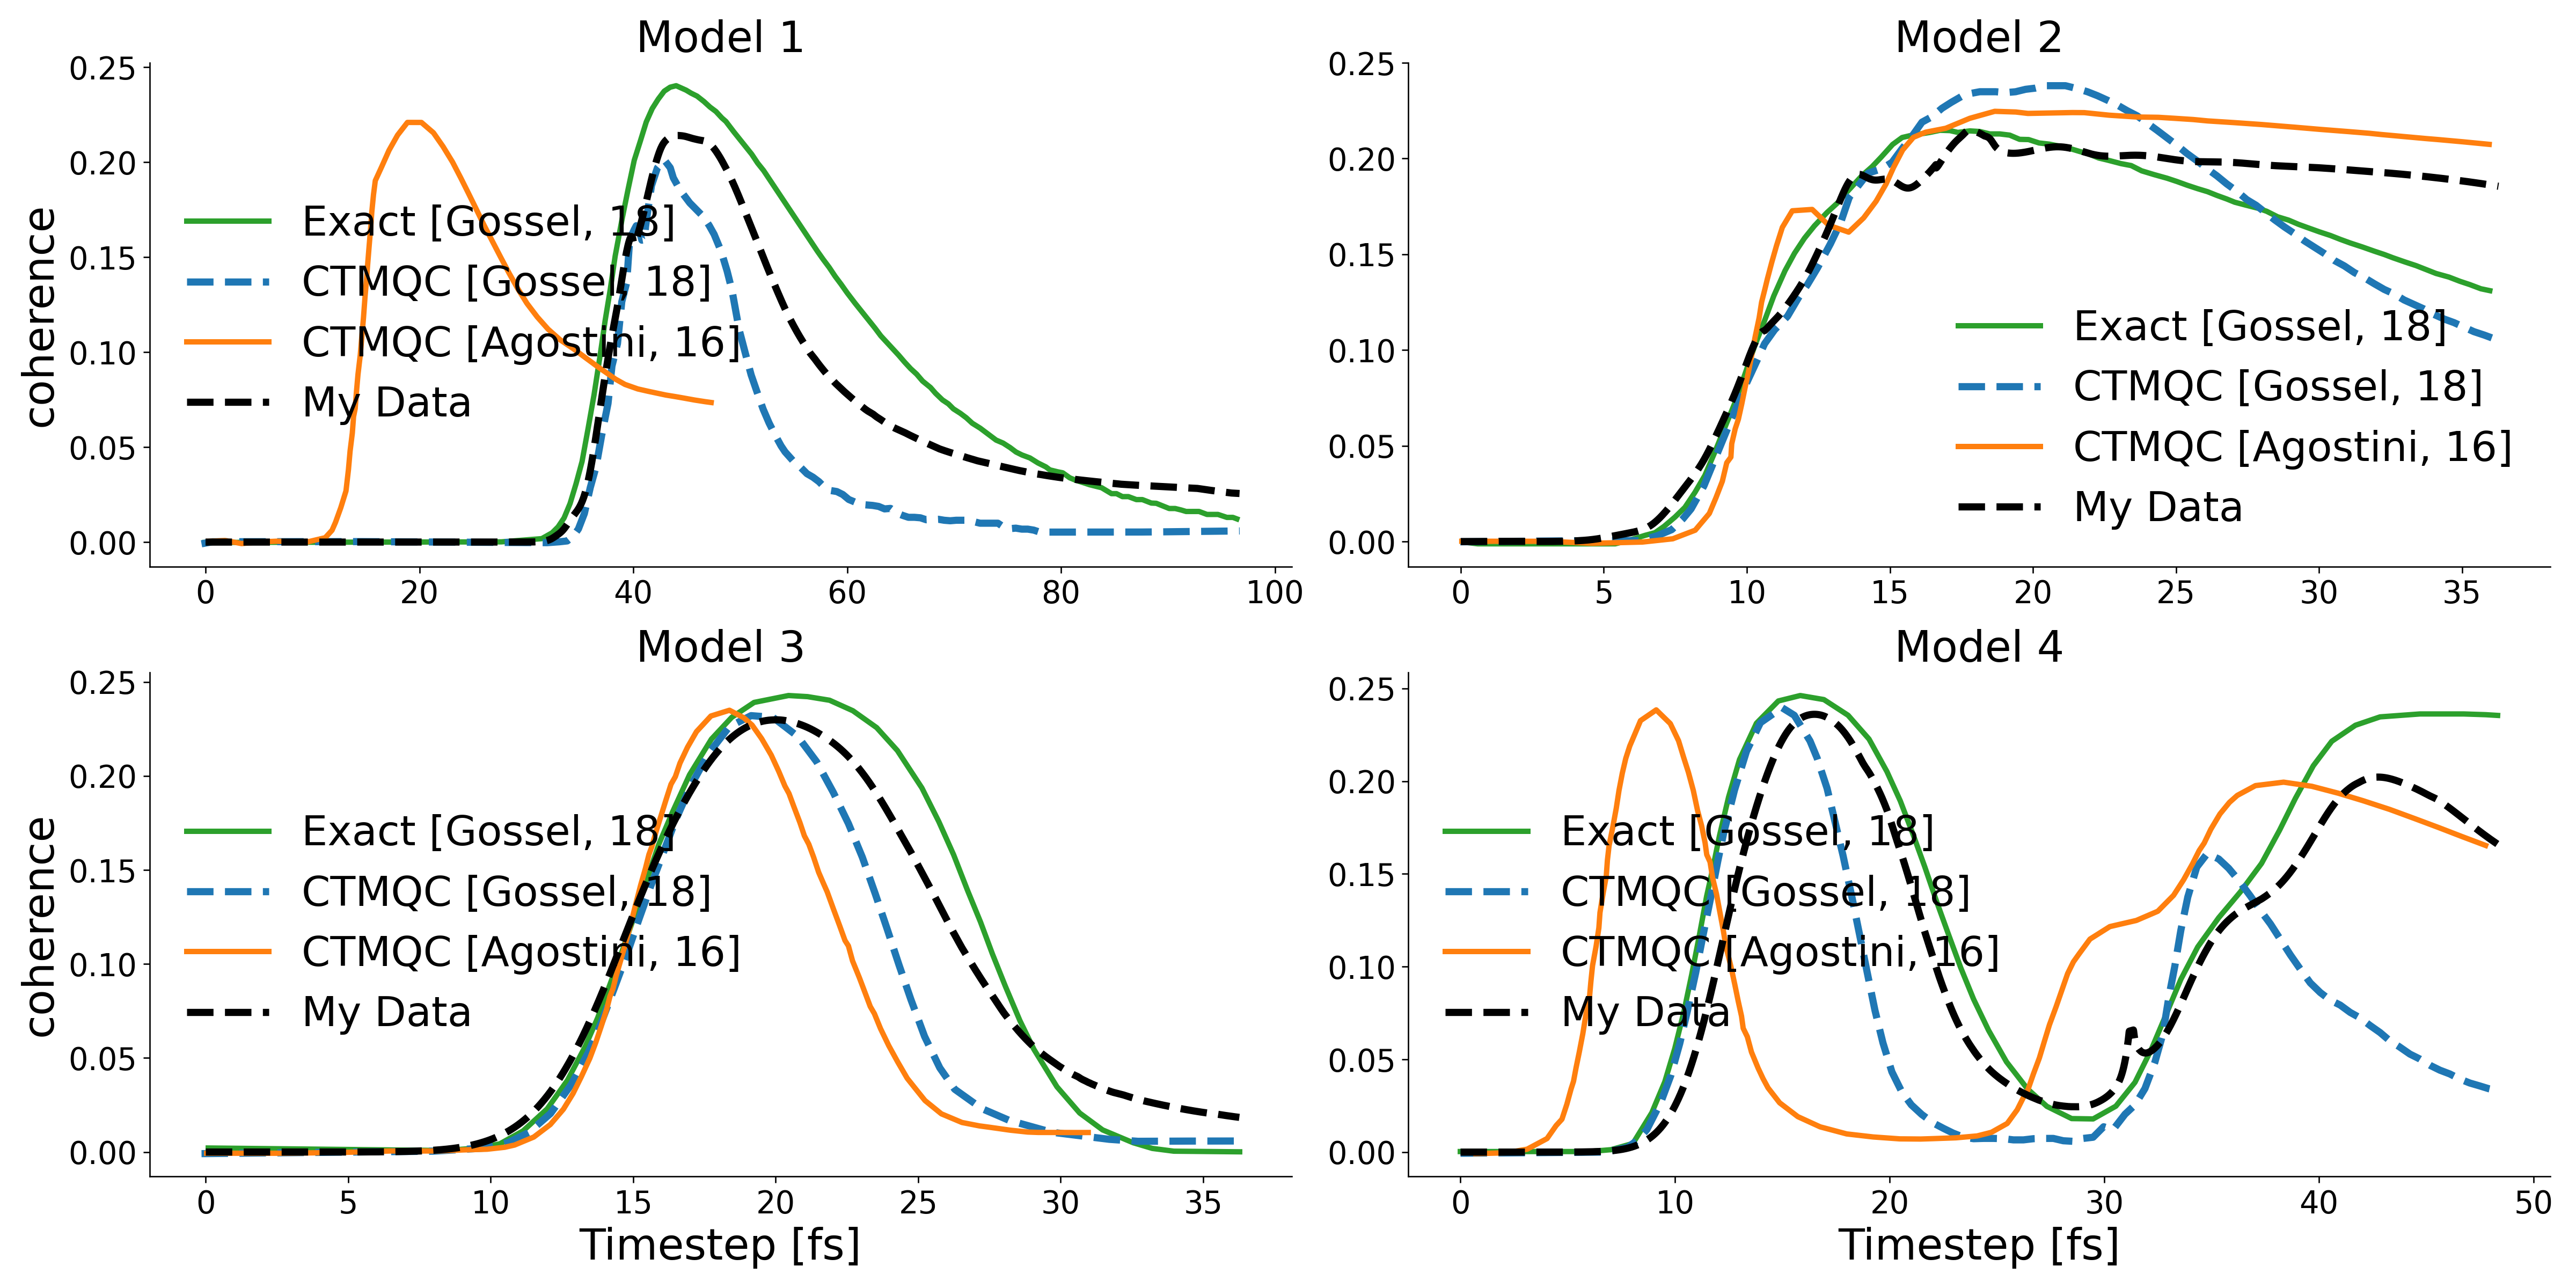 Model 1
0.25
0.20
0.15
0.10
0.05
0.00
coherence
Exact [Gossel, 18]
CTMQC [Gossel, 18]
CTMQC [Agostini, 16]
My Data
0 20 40 60 80 100
Model 2
0.25
0.20
0.15
0.10
0.05
0.00
Exact [Gossel, 18]
CTMQC [Gossel, 18]
CTMQC [Agostini, 16]
My Data
0 5 10 15 20 25 30 35
Model 3
0.25
0.20
0.15
0.10
0.05
0.00
coherence
Exact [Gossel, 18]
CTMQC [Gossel, 18]
CTMQC [Agostini, 16]
My Data
0 5 10 15 20 25 30 35
Timestep [fs]
Model 4
0.25
0.20
0.15
0.10
0.05
0.00
Exact [Gossel, 18]
CTMQC [Gossel, 18]
CTMQC [Agostini, 16]
My Data
0 10 20 30 40 50
Timestep [fs]